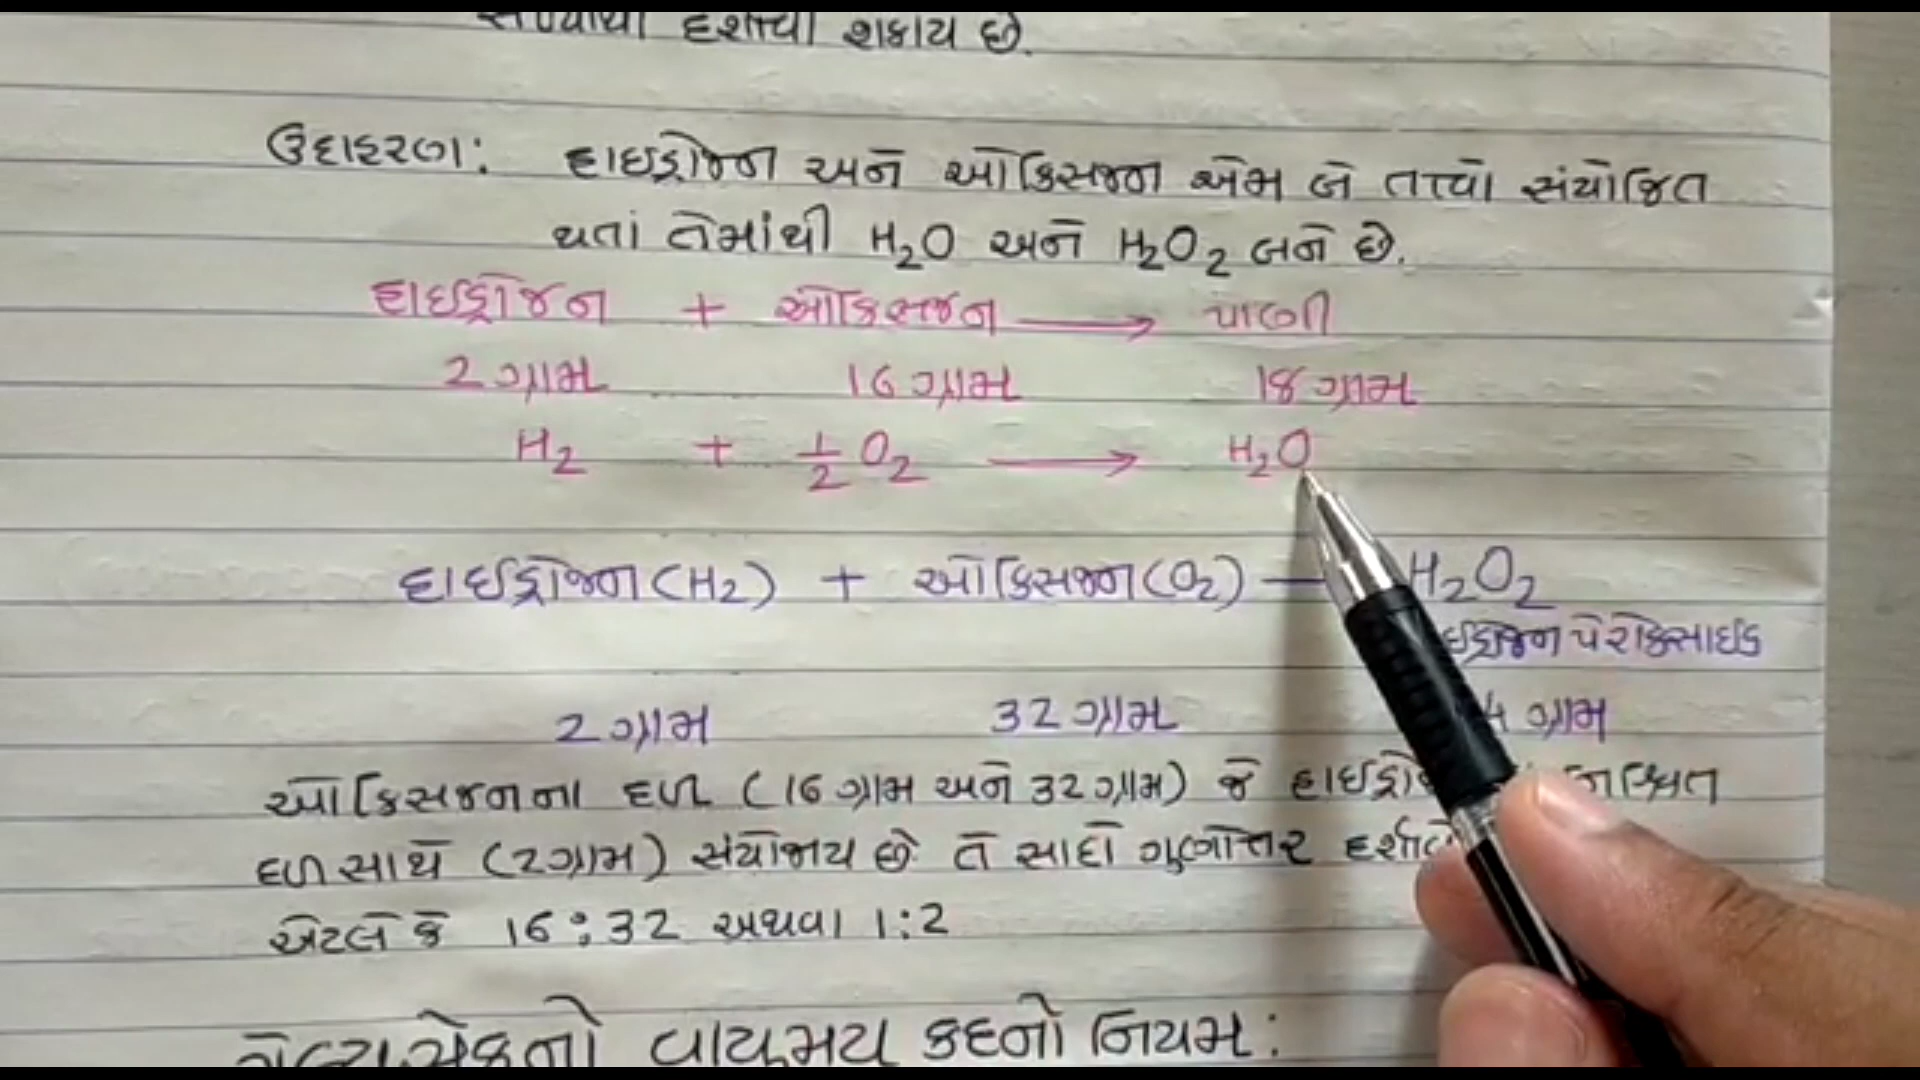 દર્શાવી શકાય છે.
ઉદાહરણ: હાઇડ્રોજન અને ઓક્સિજન એમ બે તત્વો સંયોજિત
થતાં તેમાંથી H₂O અને H₂O₂ બને છે.
હાઇડ્રોજન + ઓક્સિજન ⟶ પાણી
2 ગ્રામ 16 ગ્રામ 18 ગ્રામ
H₂ + ½ O₂ ⟶ H₂O
હાઇડ્રોજન (H₂) + ઓક્સિજન (O₂) — H₂O₂
પેરોક્સાઇડ
2 ગ્રામ 32 ગ્રામ ગ્રામ
ઓક્સિજનના દળ (16 ગ્રામ અને 32 ગ્રામ) જે
દળ સાથે (2 ગ્રામ) સંયોજાય છે તે સાદો ગુણોત્તર
એટલે કે 16:32 અથવા 1:2
વાયુમય કદનો નિયમ: